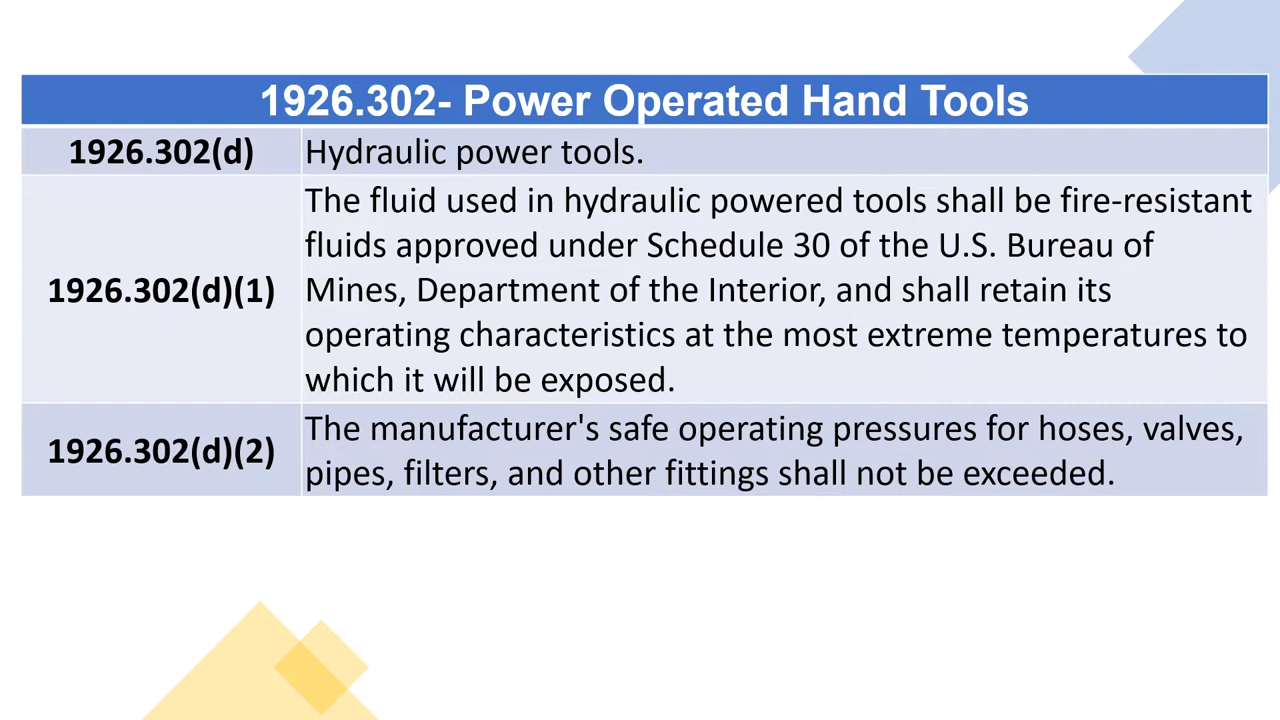 1926.302- Power Operated Hand Tools
1926.302(d)
Hydraulic power tools.
1926.302(d)(1)
The fluid used in hydraulic powered tools shall be fire-resistant
fluids approved under Schedule 30 of the U.S. Bureau of
Mines, Department of the Interior, and shall retain its
operating characteristics at the most extreme temperatures to
which it will be exposed.
1926.302(d)(2)
The manufacturer's safe operating pressures for hoses, valves,
pipes, filters, and other fittings shall not be exceeded.